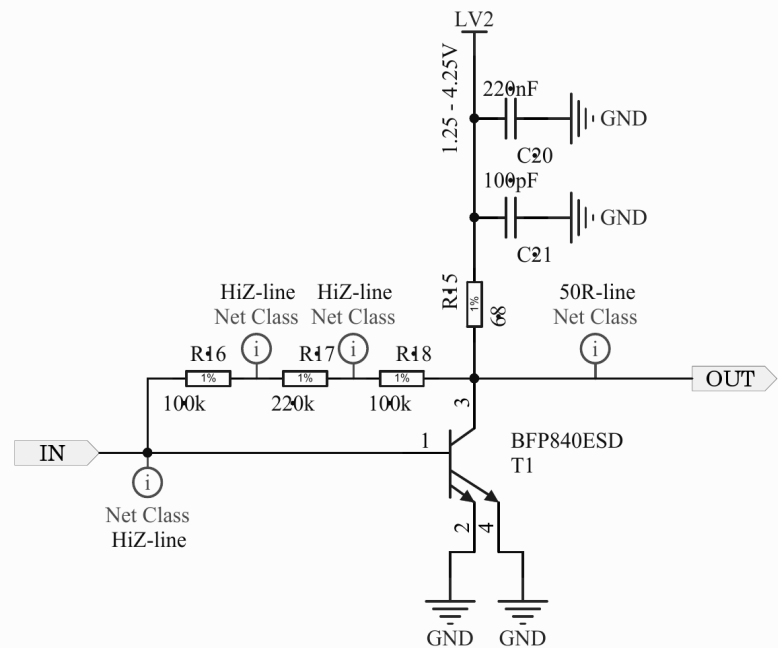 LV2
1.25 - 4.25V
220nF
GND
C20
100pF
GND
C21
R15
1%
68
HiZ-line
Net Class
i
HiZ-line
Net Class
i
50R-line
Net Class
i
R16
1%
100k
R17
1%
220k
R18
1%
100k
OUT
3
IN
1
BFP840ESD
T1
i
Net Class
HiZ-line
2
4
GND
GND